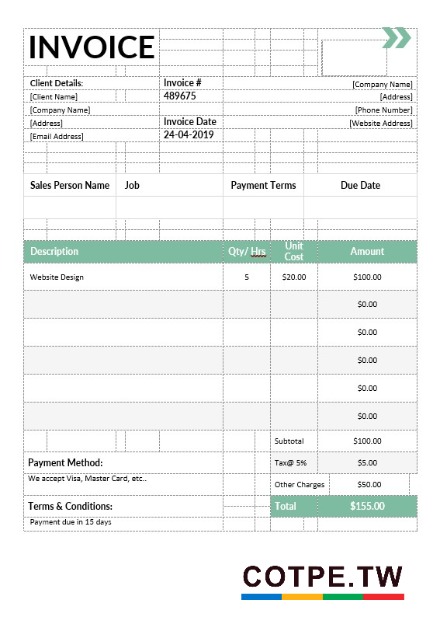 INVOICE
Client Details:
Invoice #
[Company Name]
[Client Name]
489675
[Address]
[Company Name]
[Phone Number]
[Address]
Invoice Date
[Website Address]
[Email Address]
24-04-2019
Sales Person Name Job Payment Terms Due Date
Description Qty/ Hrs Unit Cost Amount
Website Design 5 $20.00 $100.00
$0.00
$0.00
$0.00
$0.00
$0.00
Subtotal $100.00
Payment Method: Tax@ 5% $5.00
We accept Visa, Master Card, etc..
Other Charges $50.00
Terms & Conditions: Total $155.00
Payment due in 15 days
COTPE.TW